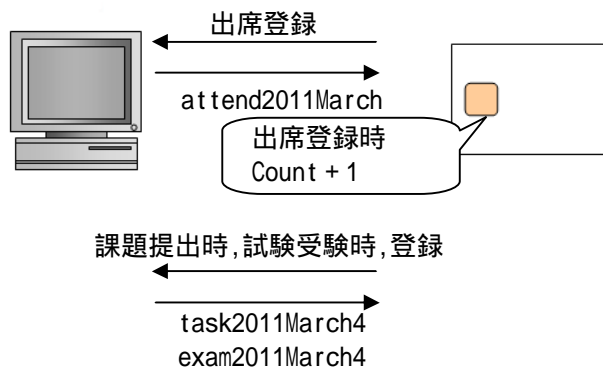 出席登録
attend2011March
出席登録時
Count + 1
課題提出時,試験受験時,登録
task2011March4
exam2011March4